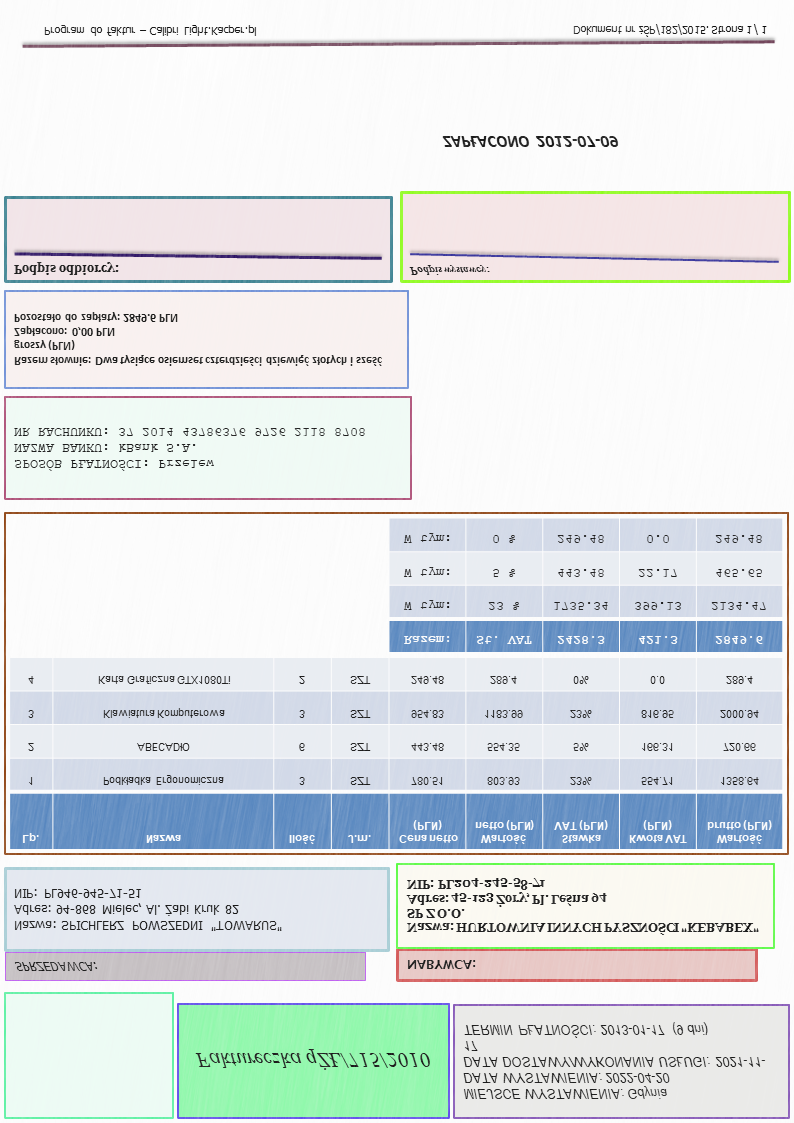 MIEJSCE WYSTAWIENIA: Gdynia
DATA WYSTAWIENIA: 2022-04-20
DATA DOSTAWY/WYKONANIA USŁUGI: 2021-11-
17
TERMIN PŁATNOŚCI: 2013-01-17 (9 dni)
Faktureczka qŻŁ/715/2010
SPRZEDAWCA:
Nazwa: SPICHLERZ POWSZEDNI "TOWARUS"
Adres: 94-868 Mielec, Al. Żabi Kruk 82
NIP: PL946-945-71-51
NABYWCA:
Nazwa: HURTOWNIA INNYCH PYSZNOŚCI "KEBABEX"
SP Z O.O.
Adres: 45-123 Żory, Pl. Leśna 94
NIP: PL204-245-58-71
Lp. Nazwa Ilość J.m. Cena netto (PLN) Wartość netto (PLN) Stawka VAT (PLN) Kwota VAT (PLN) Wartość brutto (PLN)
1 Podkładka Ergonomiczna 3 SZT 780.51 803.93 23% 554.71 1358.64
2 ABECADŁO 6 SZT 443.48 554.35 5% 166.31 720.66
3 Klawiatura Komputerowa 3 SZT 954.83 1183.99 23% 816.95 2000.94
4 Karta Graficzna GTX1080Ti 2 SZT 249.48 289.4 0% 0.0 289.4
Razem: St. VAT 2428.3 421.3 2849.6
W tym: 23 % 1735.34 399.13 2134.47
W tym: 5 % 443.48 22.17 465.65
W tym: 0 % 249.48 0.0 249.48
SPOSÓB PŁATNOŚCI: Przelew
NAZWA BANKU: kBank S.A.
NR RACHUNKU: 37 2014 43786376 9726 2118 8708
Razem słownie: Dwa tysiące osiemset czterdzieści dziewięć złotych i sześć
groszy (PLN)
Zapłacono: 0,00 PLN
Pozostało do zapłaty: 2849.6 PLN
Podpis odbiorcy:
Podpis wystawcy:
ZAPŁACONO 2012-07-09
Program do Faktur – Calibri Light.Kacper.pl
Dokument nr źŚP/182/2015. Strona 1 / 1